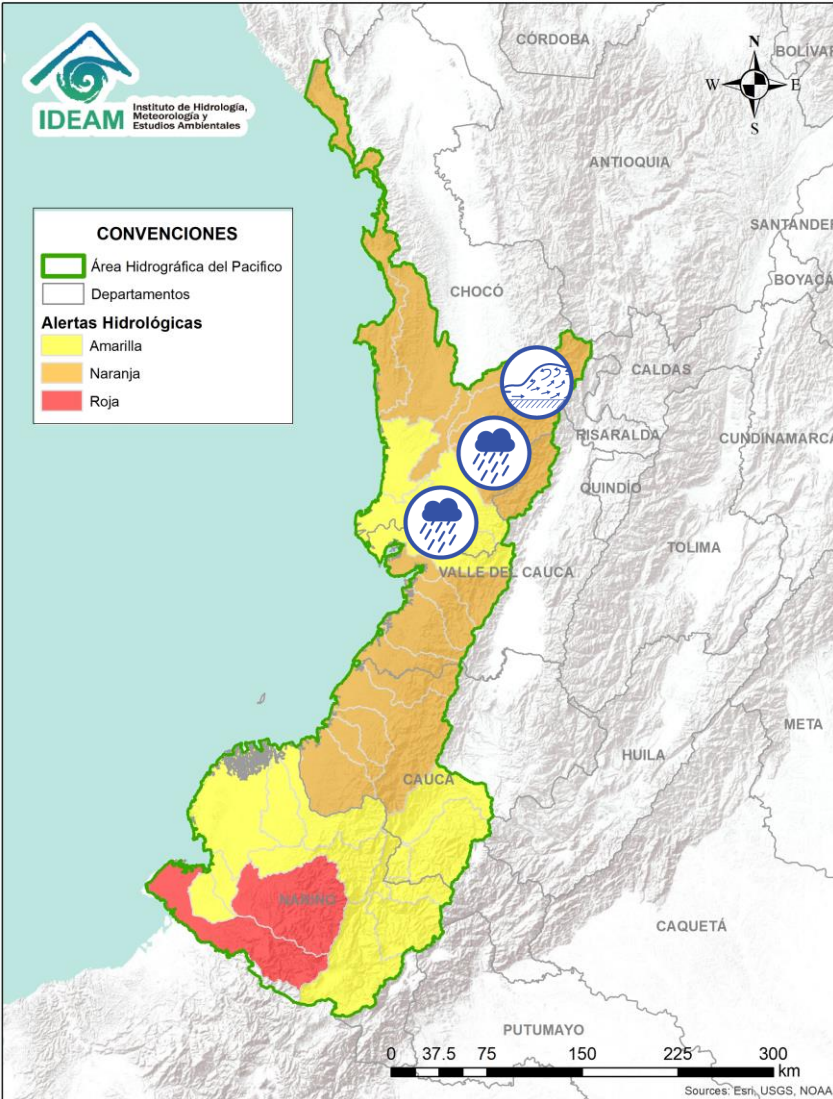 IDEAM
Instituto de Hidrología,
Meteorología y
Estudios Ambientales
N
W
E
S
CÓRDOBA
BOLÍVAR
ANTIOQUIA
SANTANDER
BOYACÁ
CHOCÓ
CONVENCIONES
Área Hidrográfica del Pacifico
Departamentos
Alertas Hidrológicas
Amarilla
Naranja
Roja
CALDAS
RISARALDA
CUNDINAMARCA
QUINDÍO
TOLIMA
VALLE DEL CAUCA
META
HUILA
CAUCA
NARIÑO
CAQUETÁ
PUTUMAYO
0 37.5 75 150 225 300
km
Sources: Esri, USGS, NOAA